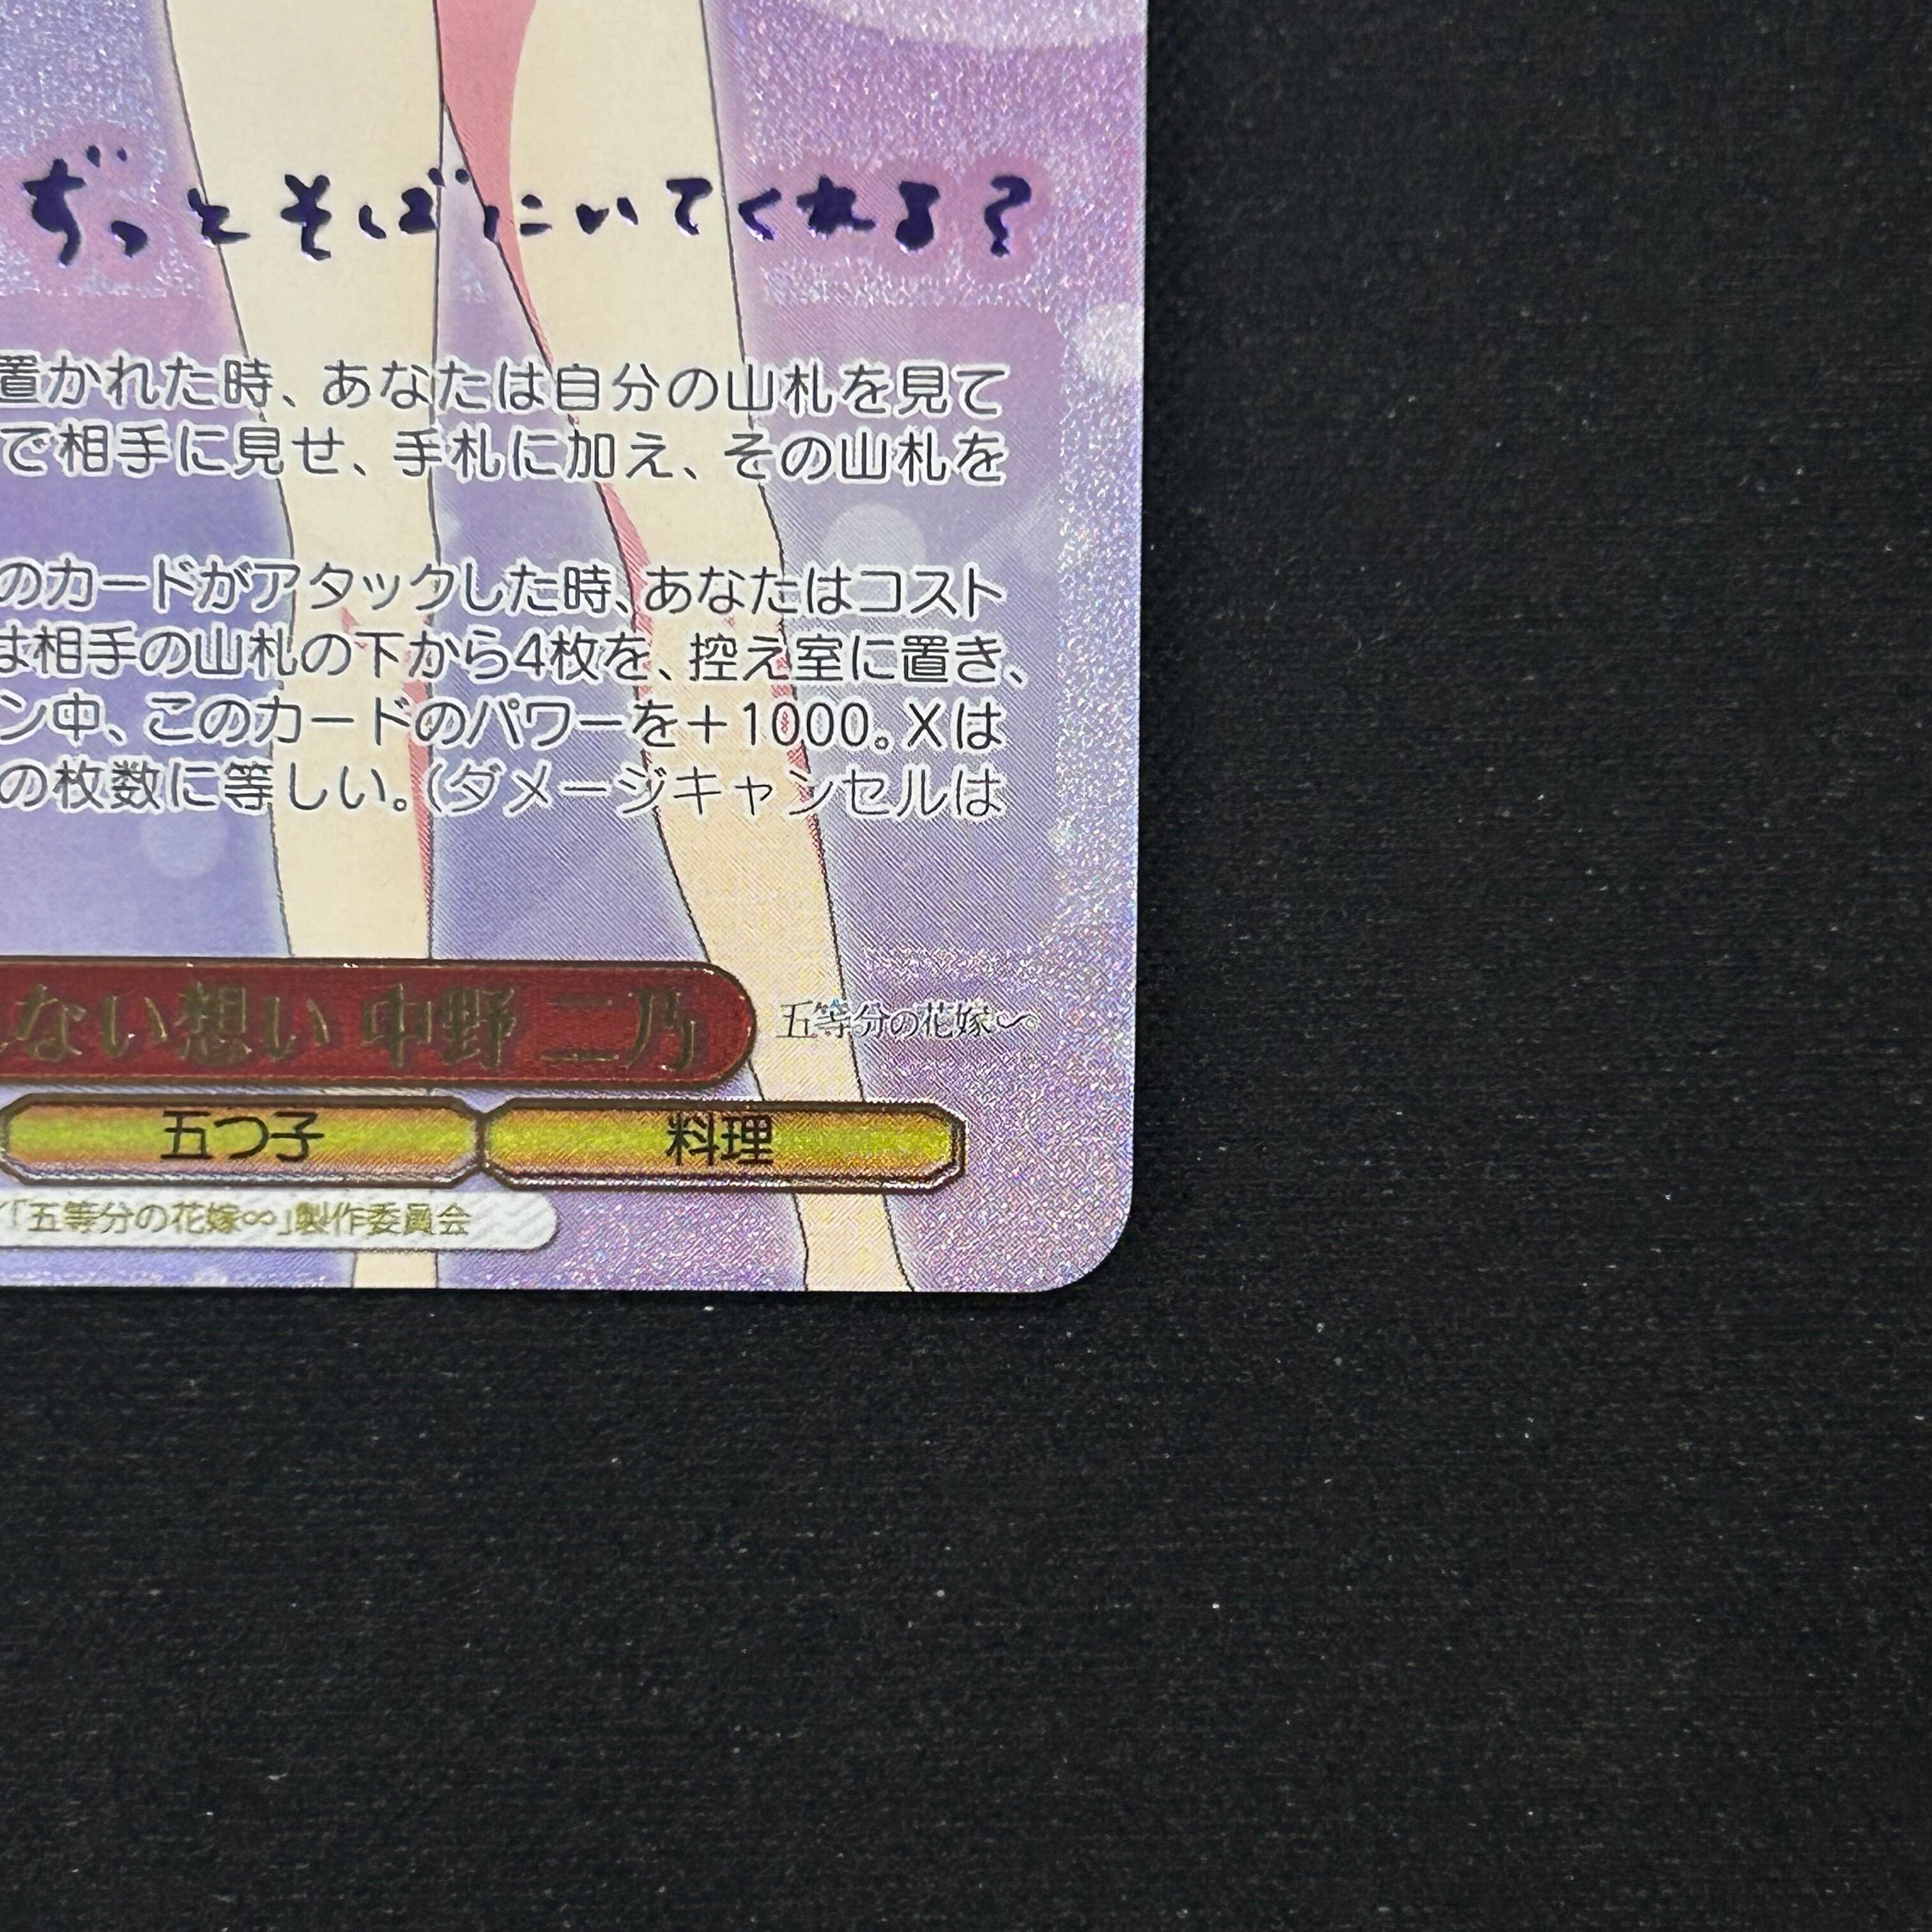 ずっとそばにいてくれる?
置かれた時、あなたは自分の山札を見て
で相手に見せ、手札に加え、その山札を
のカードがアタックした時、あなたはコスト
は相手の山札の下から4枚を、控え室に置き、
ン中、このカードのパワーを+1000。Xは
の枚数に等しい。(ダメージキャンセルは
ない想い 中野 二乃
五等分の花嫁∽
五つ子 料理
「五等分の花嫁∽」製作委員会